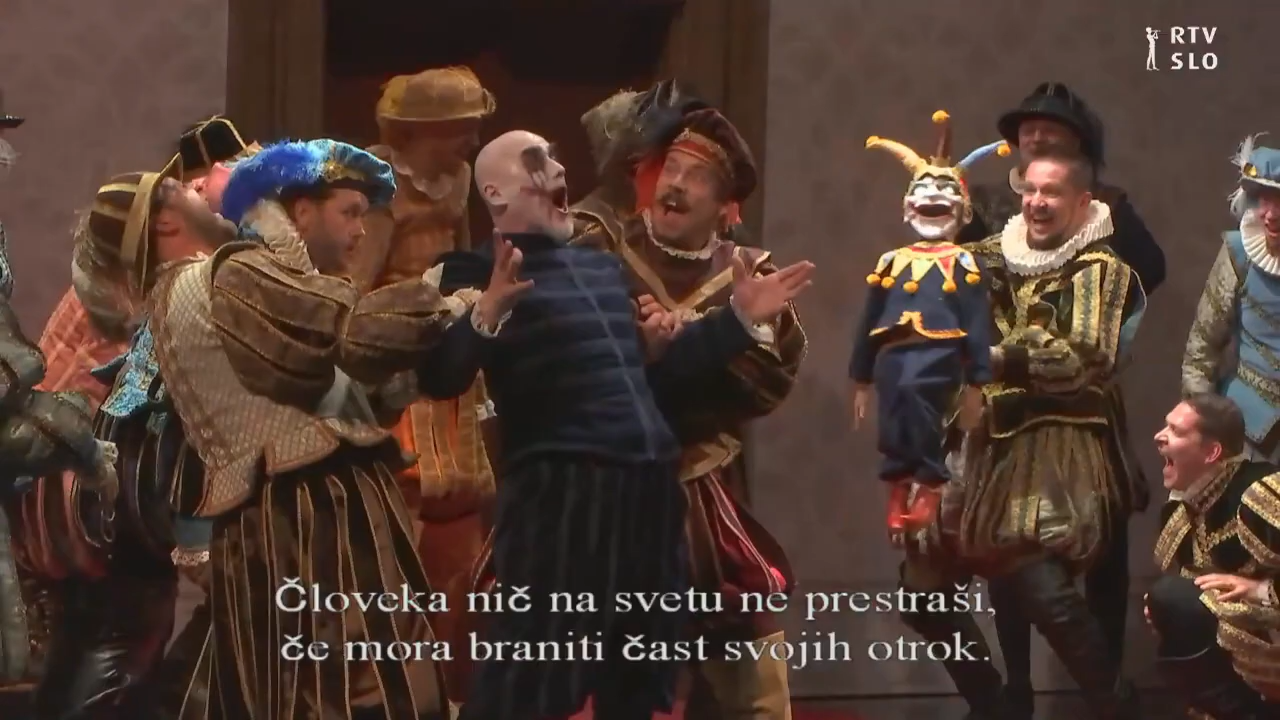 RTV
SLO
Človeka nič na svetu ne prestraši,
če mora braniti čast svojih otrok.